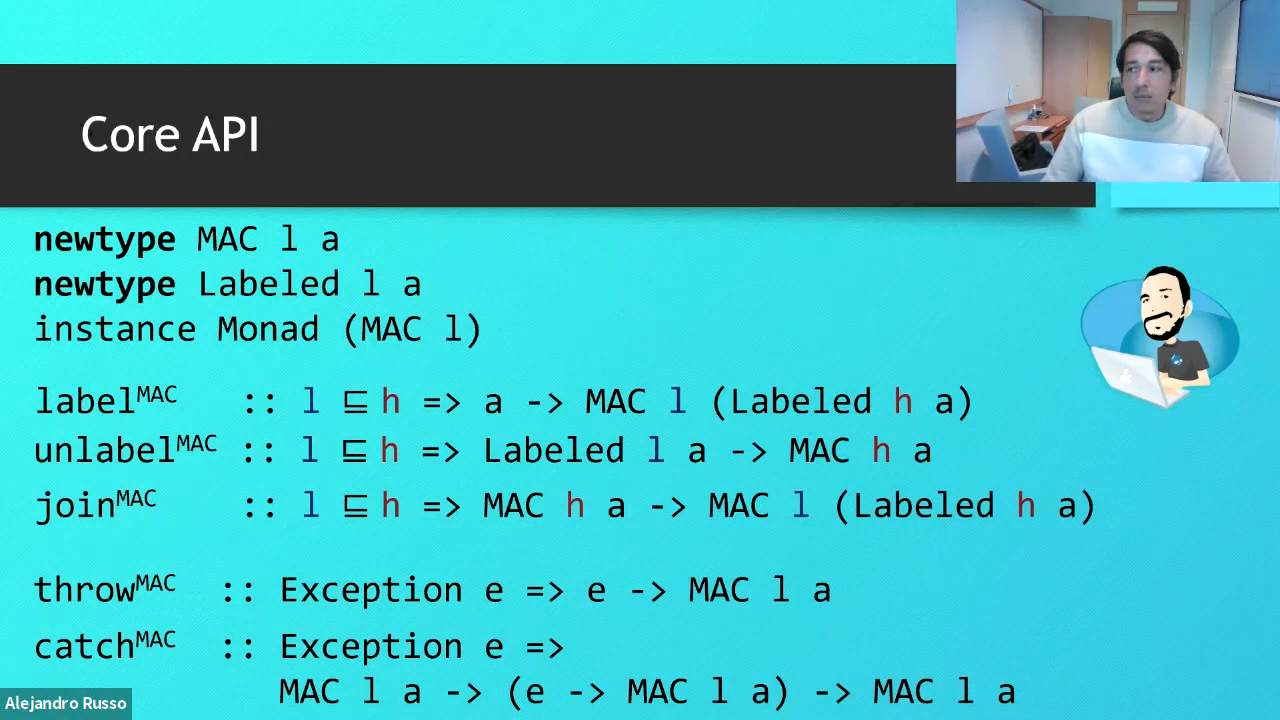 Core API
newtype MAC l a
newtype Labeled l a
instance Monad (MAC l)
labelᴹᴬᶜ :: l ⊑ h => a -> MAC l (Labeled h a)
unlabelᴹᴬᶜ :: l ⊑ h => Labeled l a -> MAC h a
joinᴹᴬᶜ :: l ⊑ h => MAC h a -> MAC l (Labeled h a)
throwᴹᴬᶜ :: Exception e => e -> MAC l a
catchᴹᴬᶜ :: Exception e =>
MAC l a -> (e -> MAC l a) -> MAC l a
Alejandro Russo